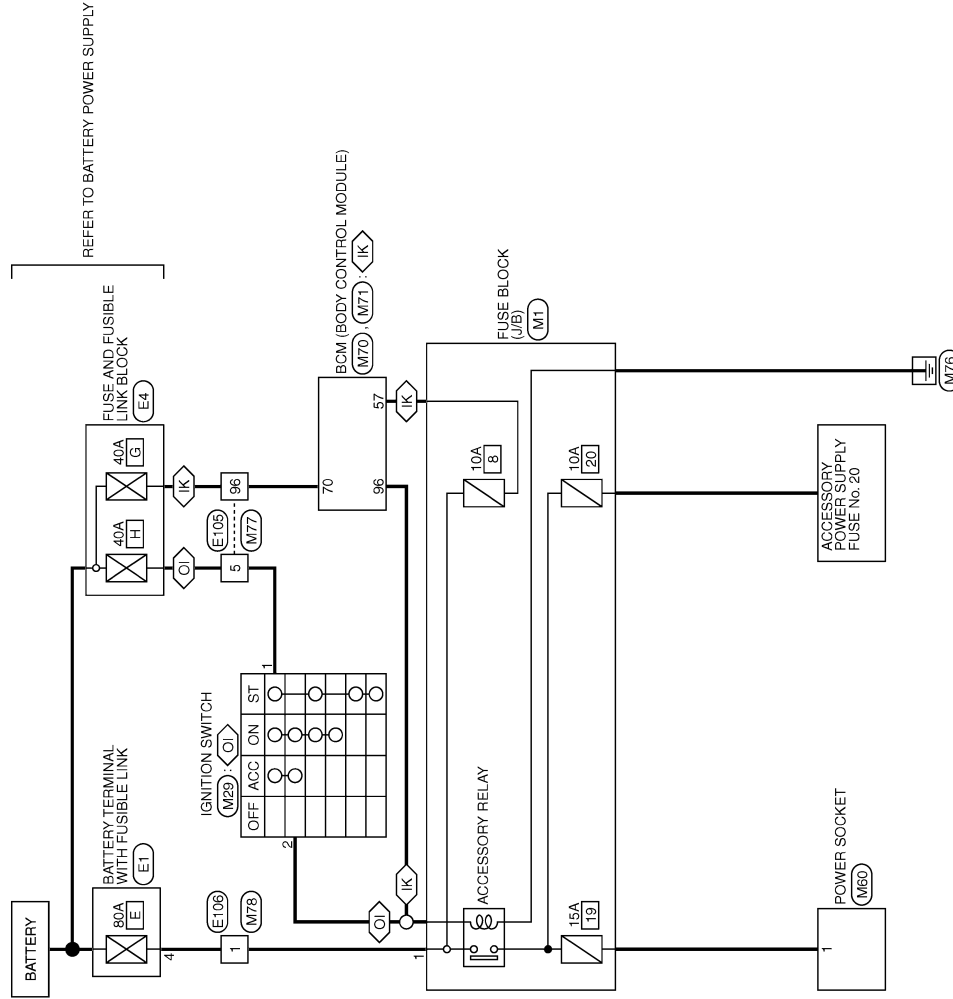 REFER TO BATTERY POWER SUPPLY
BATTERY
BATTERY TERMINAL
WITH FUSIBLE LINK
E1
80A
E
4
FUSE AND FUSIBLE
LINK BLOCK
E4
40A
H
40A
G
OI
IK
E106
M78
1
E105
M77
5
96
IGNITION SWITCH
M29 : OI
OFF ACC ON ST
1
2
BCM (BODY CONTROL MODULE)
M70 , M71 : IK
70
96
57
IK
OI
IK
FUSE BLOCK
(J/B)
M1
1
ACCESSORY RELAY
10A
8
15A
19
10A
20
POWER SOCKET
M60
1
ACCESSORY
POWER SUPPLY
FUSE No. 20
M76